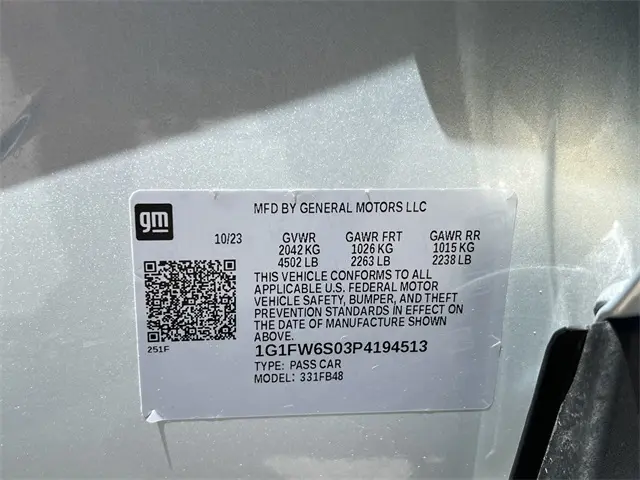 gm
MFD BY GENERAL MOTORS LLC
10/23 GVWR GAWR FRT GAWR RR
2042 KG 1026 KG 1015 KG
4502 LB 2263 LB 2238 LB
THIS VEHICLE CONFORMS TO ALL
APPLICABLE U.S. FEDERAL MOTOR
VEHICLE SAFETY, BUMPER, AND THEFT
PREVENTION STANDARDS IN EFFECT ON
THE DATE OF MANUFACTURE SHOWN
ABOVE.
251F
1G1FW6S03P4194513
TYPE: PASS CAR
MODEL: 331FB48